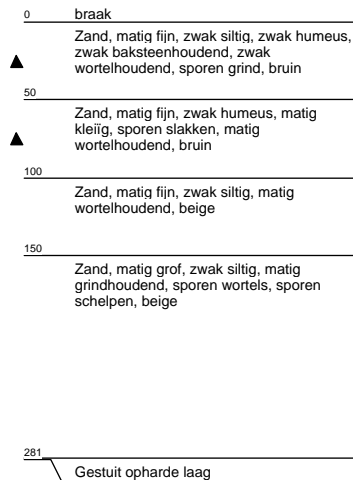 0 braak
Zand, matig fijn, zwak siltig, zwak humeus,
zwak baksteenhoudend, zwak
wortelhoudend, sporen grind, bruin
50
Zand, matig fijn, zwak humeus, matig
kleiïg, sporen slakken, matig
wortelhoudend, bruin
100
Zand, matig fijn, zwak siltig, matig
wortelhoudend, beige
150
Zand, matig grof, zwak siltig, matig
grindhoudend, sporen wortels, sporen
schelpen, beige
281
Gestuit opharde laag